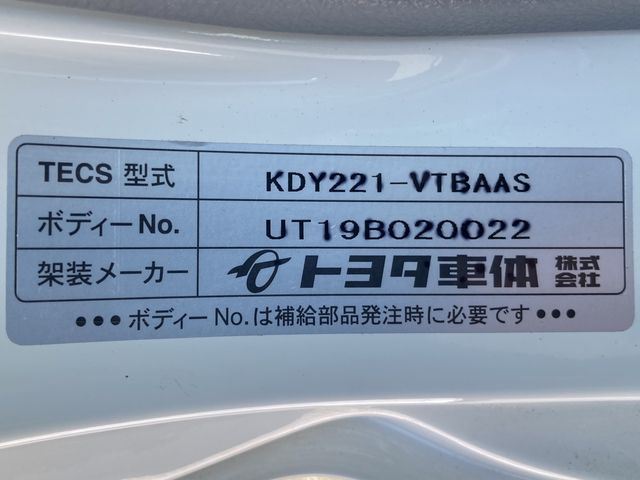 TECS 型式 KDY221-VTBAAS
ボディーNo. UT19B020022
架装メーカー トヨタ車体 株式会社
●●●ボディーNo.は補給部品発注時に必要です●●●